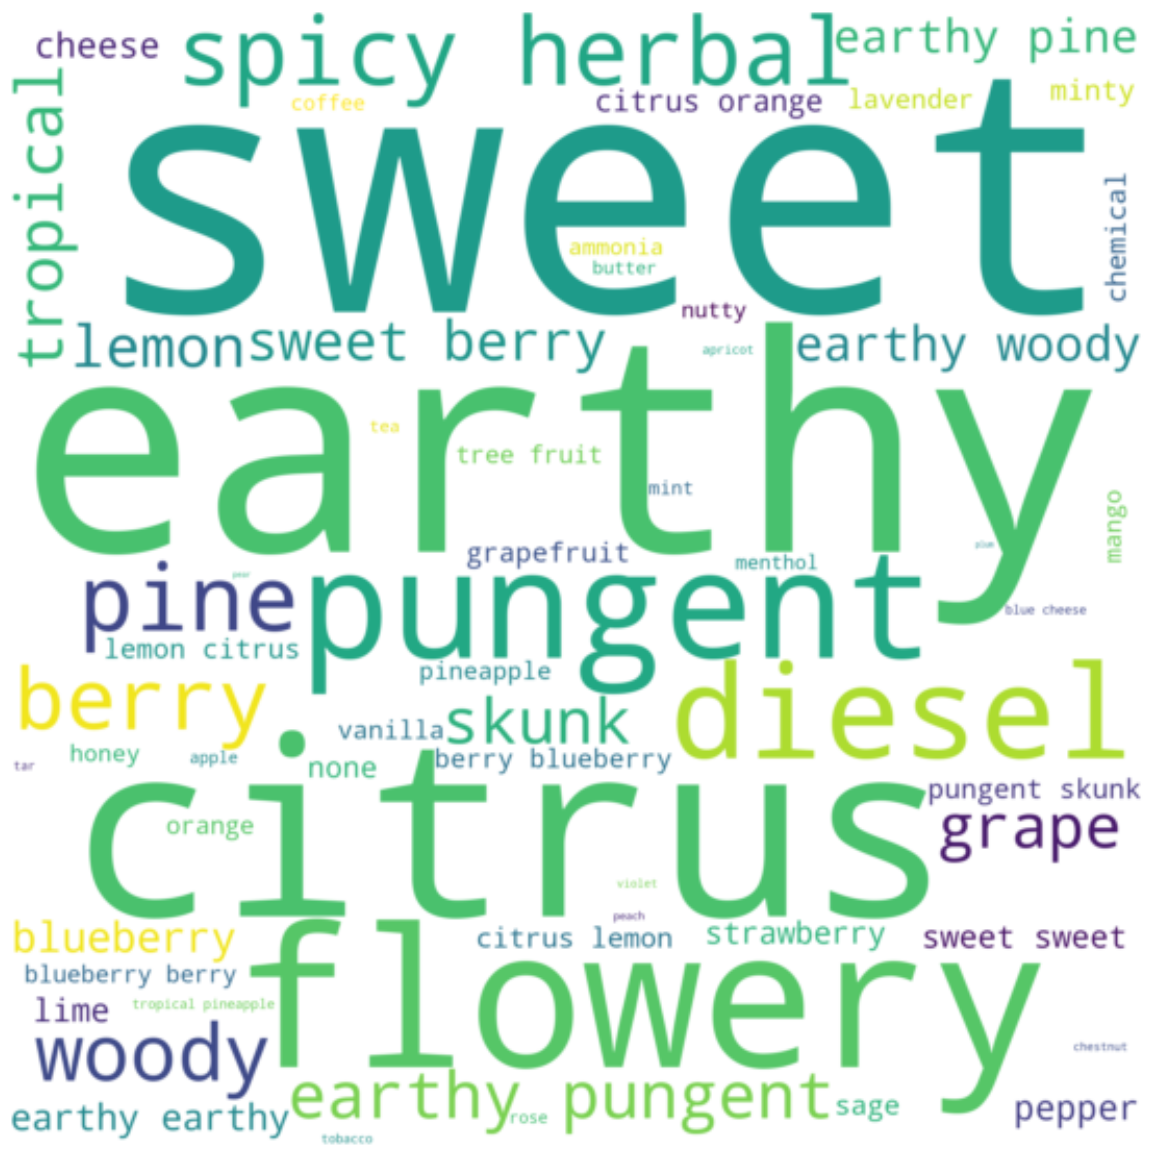 cheese
spicy herbal
earthy pine
tropical
coffee
citrus orange
lavender
minty
sweet
chemical
ammonia
butter
nutty
lemon
sweet berry
apricot
earthy woody
earthy
tea
tree fruit
mint
mango
grapefruit
menthol
plum
pine
pear
pungent
blue cheese
lemon citrus
pineapple
berry
skunk
diesel
vanilla
honey
apple
none
berry blueberry
tar
citrus
pungent skunk
orange
grape
violet
peach
blueberry
citrus lemon
strawberry
sweet sweet
blueberry berry
flowery
lime
tropical pineapple
woody
chestnut
earthy earthy
earthy pungent
rose
sage
pepper
tobacco